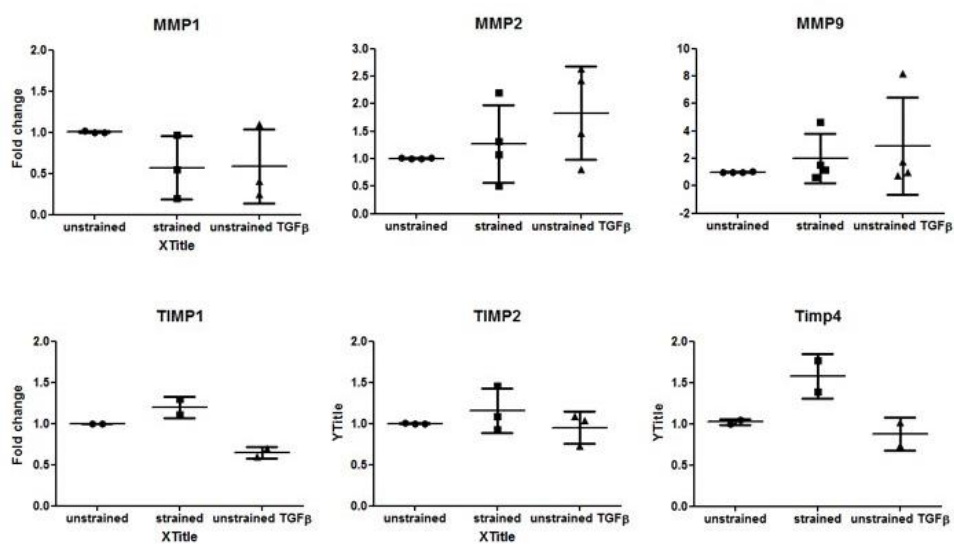 MMP1
Fold change
2.0
1.5
1.0
0.5
0.0
unstrained strained unstrained TGFβ
XTitle
MMP2
3.0
2.5
2.0
1.5
1.0
0.5
0.0
unstrained strained unstrained TGFβ
MMP9
10
8
6
4
2
0
-2
unstrained strained unstrained TGFβ
TIMP1
Fold change
2.0
1.5
1.0
0.5
0.0
unstrained strained unstrained TGFβ
TIMP2
YTitle
2.0
1.5
1.0
0.5
0.0
unstrained strained unstrained TGFβ
XTitle
Timp4
YTitle
2.0
1.5
1.0
0.5
0.0
unstrained strained unstrained TGFβ